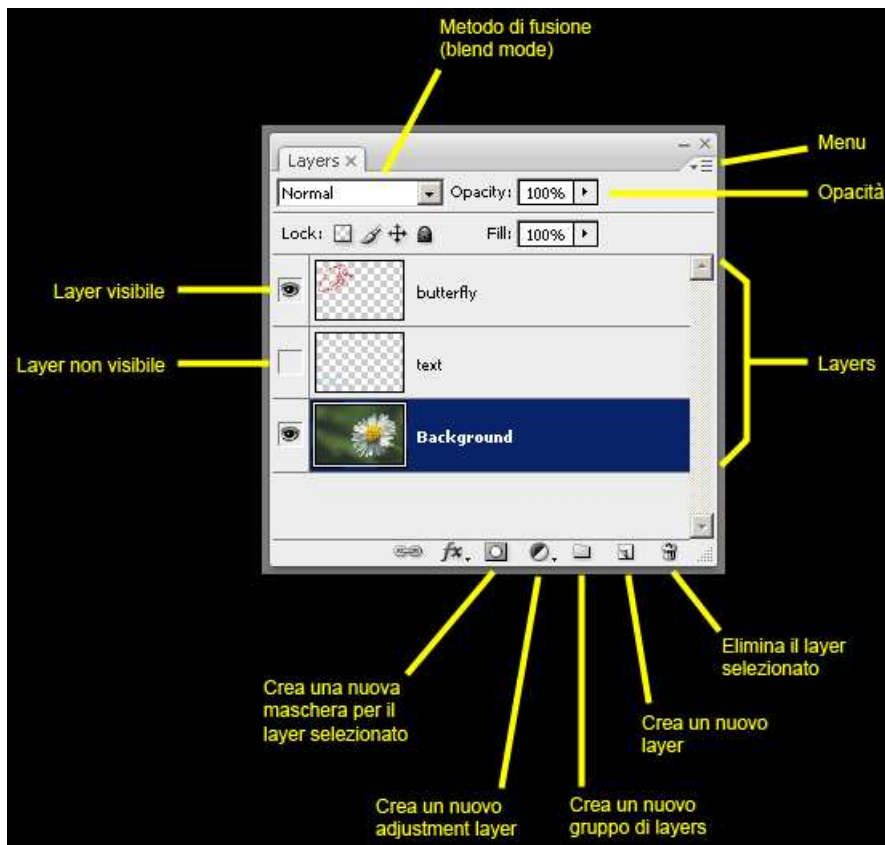 Metodo di fusione
(blend mode)
Menu
Layers
Normal
Opacity: 100%
Opacità
Lock: Fill: 100%
Layer visibile
butterfly
Layer non visibile
text
Layers
Background
fx.
Elimina il layer
selezionato
Crea una nuova
maschera per il
layer selezionato
Crea un nuovo
layer
Crea un nuovo
adjustment layer
Crea un nuovo
gruppo di layers